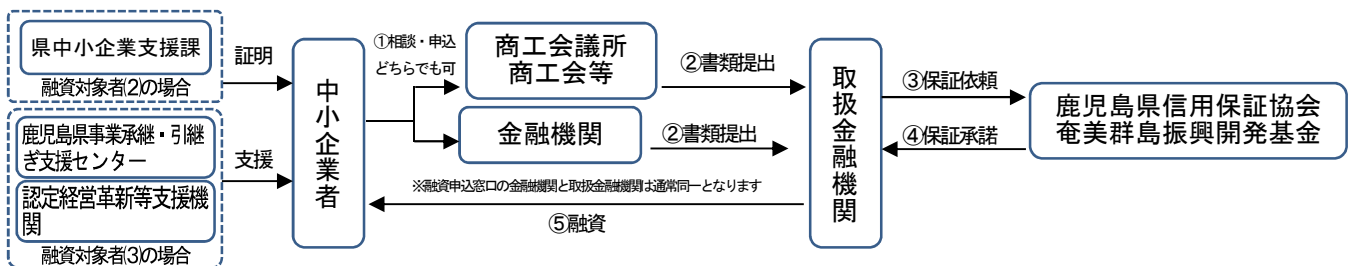 県中小企業支援課
融資対象者(2)の場合
証明
鹿児島県事業承継・引継
ぎ支援センター
認定経営革新等支援機
関
融資対象者(3)の場合
支援
中小企業者
①相談・申込
どちらでも可
商工会議所
商工会等
金融機関
②書類提出
②書類提出
※融資申込窓口の金融機関と取扱金融機関は通常同一となります
⑤融資
取扱金融機関
③保証依頼
④保証承諾
鹿児島県信用保証協会
奄美群島振興開発基金